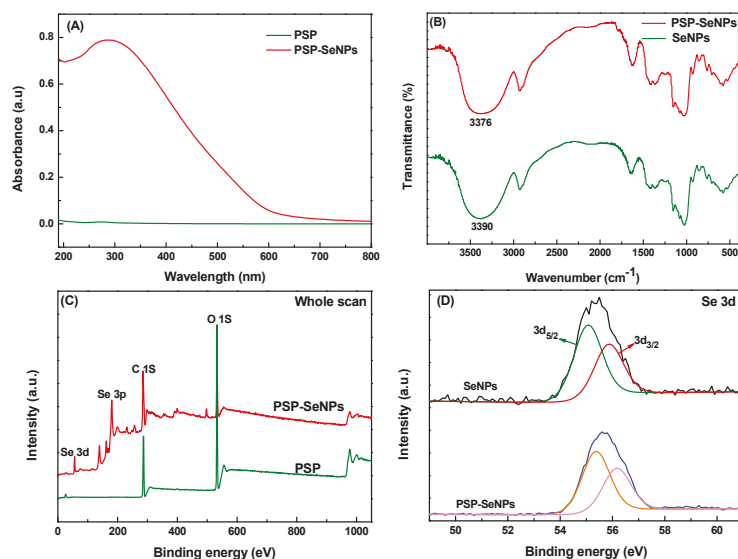 (A)
PSP
PSP-SeNPs
0.8
0.6
0.4
0.2
0.0
Absorbance (a.u)
200 300 400 500 600 700 800
Wavelength (nm)
(B)
PSP-SeNPs
SeNPs
3376
3390
Transmittance (%)
3500 3000 2500 2000 1500 1000 500
Wavenumber (cm-1)
(C)
Whole scan
O 1S
C 1S
Se 3p
Se 3d
PSP-SeNPs
PSP
Intensity (a.u.)
0 200 400 600 800 1000
Binding energy (eV)
(D)
Se 3d
3d5/2
3d3/2
SeNPs
PSP-SeNPs
Intensity (a.u.)
50 52 54 56 58 60
Binding energy (eV)